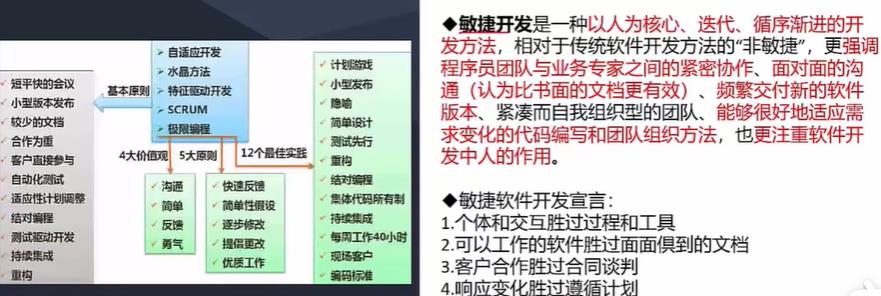 短平快的会议
小型版本发布
较少的文档
合作为重
客户直接参与
自动化测试
适应性计划调整
结对编程
测试驱动开发
持续集成
重构
基本原则
自适应开发
水晶方法
特征驱动开发
SCRUM
极限编程
4大价值观
5大原则
12个最佳实践
沟通
简单
反馈
勇气
快速反馈
简单性假设
逐步修改
提倡更改
优质工作
计划游戏
小型发布
隐喻
简单设计
测试先行
重构
结对编程
集体代码所有制
持续集成
每周工作40小时
现场客户
编码标准
◆敏捷开发是一种以人为核心、迭代、循序渐进的开
发方法，相对于传统软件开发方法的“非敏捷”，更强调
程序员团队与业务专家之间的紧密协作、面对面的沟
通（认为比书面的文档更有效）、频繁交付新的软件
版本、紧凑而自我组织型的团队、能够很好地适应需
求变化的代码编写和团队组织方法，也更注重软件开
发中人的作用。
◆敏捷软件开发宣言：
1.个体和交互胜过过程和工具
2.可以工作的软件胜过面面俱到的文档
3.客户合作胜过合同谈判
4.响应变化胜过遵循计划